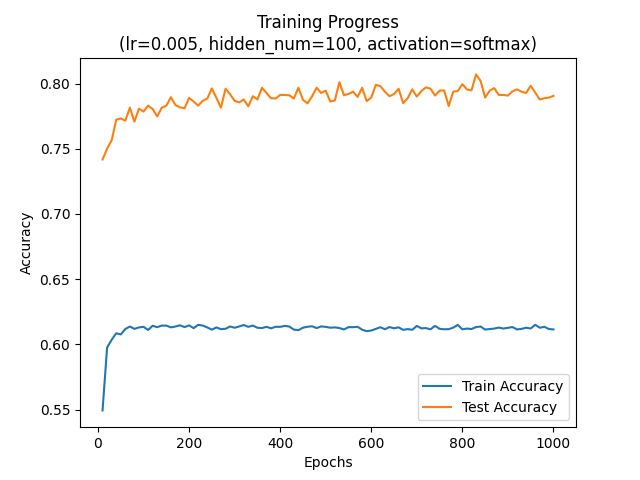 Training Progress
(lr=0.005, hidden_num=100, activation=softmax)
Accuracy
0.80
0.75
0.70
0.65
0.60
0.55
0 200 400 600 800 1000
Epochs
Train Accuracy
Test Accuracy